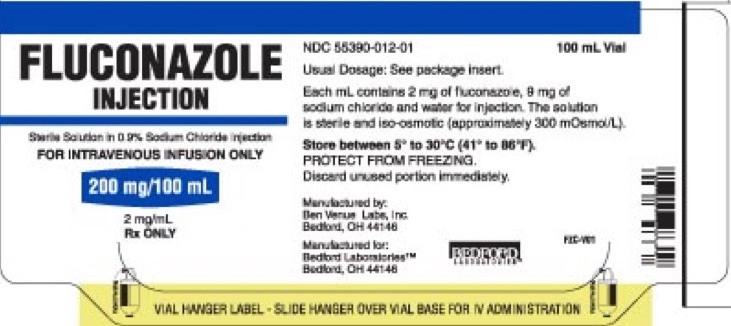 FLUCONAZOLE
INJECTION
Sterile Solution in 0.9% Sodium Chloride Injection
FOR INTRAVENOUS INFUSION ONLY
200 mg/100 mL
2 mg/mL
Rx ONLY
NDC 55390-012-01 100 mL Vial
Usual Dosage: See package insert.
Each mL contains 2 mg of fluconazole, 9 mg of
sodium chloride and water for injection. The solution
is sterile and iso-osmotic (approximately 300 mOsmol/L).
Store between 5° to 30°C (41° to 86°F).
PROTECT FROM FREEZING.
Discard unused portion immediately.
Manufactured by:
Ben Venue Labs, Inc.
Bedford, OH 44146
Manufactured for:
Bedford Laboratories™
Bedford, OH 44146
BEDFORD
LABORATORIES™
FZC-V01
VIAL HANGER LABEL - SLIDE HANGER OVER VIAL BASE FOR IV ADMINISTRATION